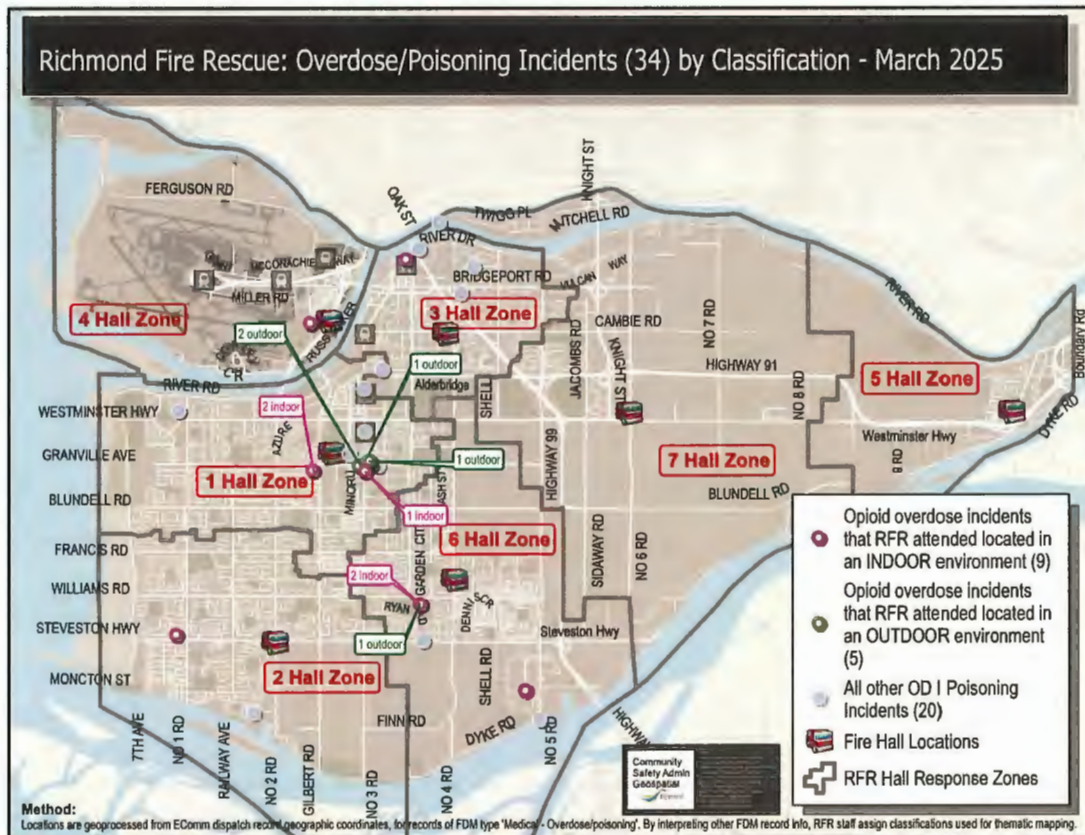 Richmond Fire Rescue: Overdose/Poisoning Incidents (34) by Classification - March 2025
FERGUSON RD
OAK ST
TWIGG PL
KNIGHT ST
MITCHELL RD
RIVER DR
BRIDGEPORT RD
VULCAN WAY
MILLER RD
4 Hall Zone
3 Hall Zone
CAMBIE RD
NO 7 RD
RIVER RD
2 outdoor
1 outdoor
JACOBS RD
KNIGHT ST
HIGHWAY 91
5 Hall Zone
Boundary Rd
RIVER RD
Alderbridge
SHELL
NO 8 RD
DYKE RD
WESTMINSTER HWY
2 indoor
AZURE
Westminster Hwy
GRANVILLE AVE
1 outdoor
HIGHWAY 99
7 Hall Zone
9 RD
1 Hall Zone
MINORU
ASH ST
BLUNDELL RD
BLUNDELL RD
1 indoor
6 Hall Zone
FRANCIS RD
GARDEN CITY
SIDAWAY RD
NO 6 RD
WILLIAMS RD
2 indoor
RYAN
DENNIS CR
STEVESTON HWY
1 outdoor
Steveston Hwy
MONCTON ST
2 Hall Zone
SHELL RD
FINN RD
DYKE RD
7TH AVE
NO 1 RD
RAILWAY AVE
NO 2 RD
GILBERT RD
NO 3 RD
NO 4 RD
NO 5 RD
HIGHWAY
Opioid overdose incidents
that RFR attended located in
an INDOOR environment (9)
Opioid overdose incidents
that RFR attended located in
an OUTDOOR environment
(5)
All other OD I Poisoning
Incidents (20)
Fire Hall Locations
RFR Hall Response Zones
Community
Safety Admin
Geospatial
Method:
Locations are geoprocessed from EComm dispatch record geographic coordinates, for records of FDM type 'Medical - Overdose/poisoning'. By interpreting other FDM record info, RFR staff assign classifications used for thematic mapping.